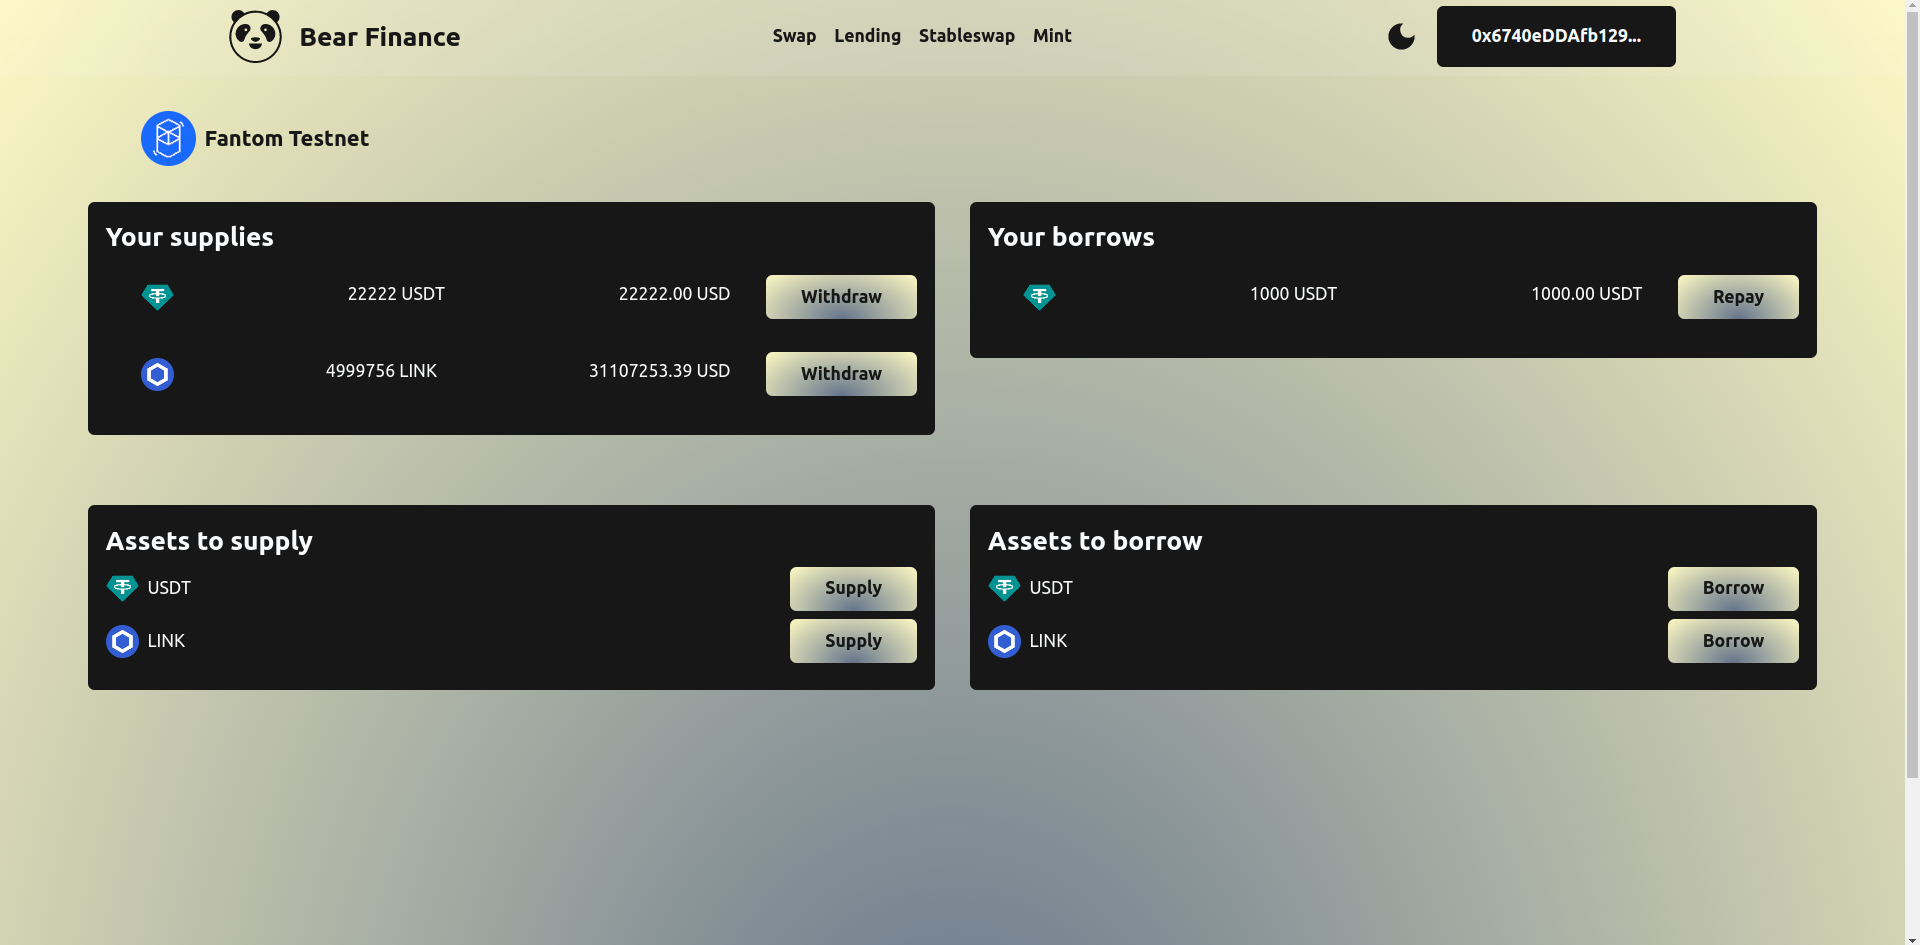 Bear Finance
Swap Lending Stableswap Mint
0x6740eDDAfb129...
Fantom Testnet
Your supplies
22222 USDT 22222.00 USD Withdraw
4999756 LINK 31107253.39 USD Withdraw
Your borrows
1000 USDT 1000.00 USDT Repay
Assets to supply
USDT Supply
LINK Supply
Assets to borrow
USDT Borrow
LINK Borrow